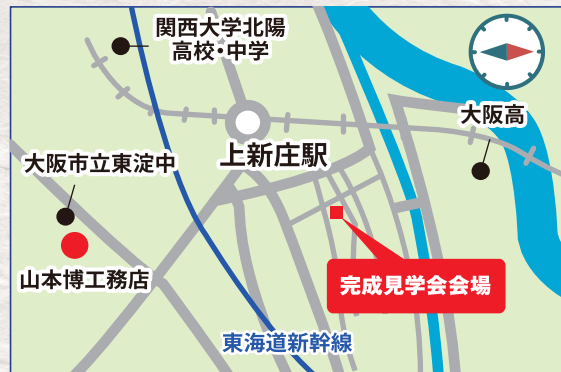 関西大学北陽
高校・中学
大阪高
上新庄駅
大阪市立東淀中
山本博工務店
完成見学会会場
東海道新幹線